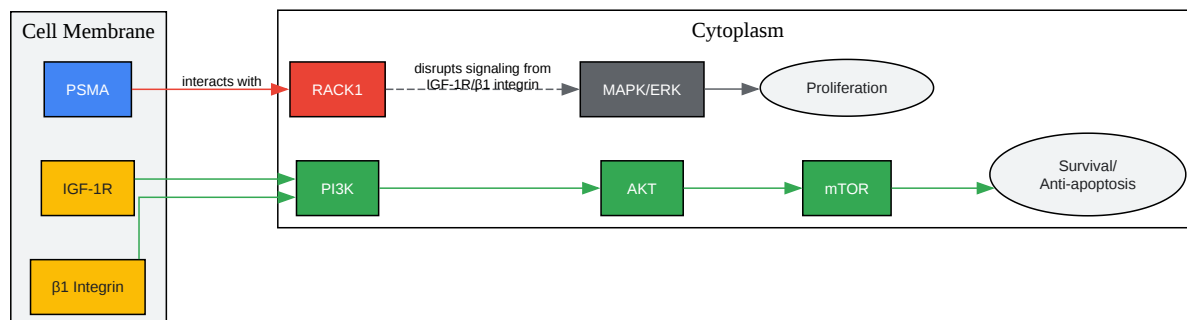 Cell Membrane
Cytoplasm
PSMA
interacts with
RACK1
disrupts signaling from
IGF-1R/β1 integrin
MAPK/ERK
Proliferation
IGF-1R
PI3K
AKT
mTOR
Survival/
Anti-apoptosis
β1 Integrin